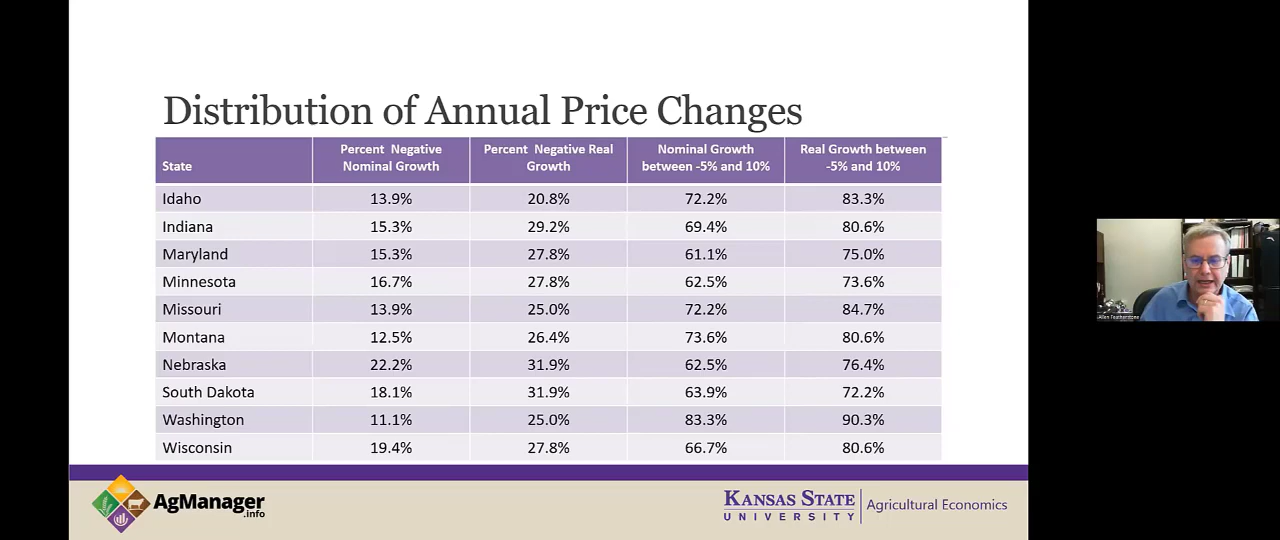 Distribution of Annual Price Changes
State Percent Negative Nominal Growth Percent Negative Real Growth Nominal Growth between -5% and 10% Real Growth between -5% and 10%
Idaho 13.9% 20.8% 72.2% 83.3%
Indiana 15.3% 29.2% 69.4% 80.6%
Maryland 15.3% 27.8% 61.1% 75.0%
Minnesota 16.7% 27.8% 62.5% 73.6%
Missouri 13.9% 25.0% 72.2% 84.7%
Montana 12.5% 26.4% 73.6% 80.6%
Nebraska 22.2% 31.9% 62.5% 76.4%
South Dakota 18.1% 31.9% 63.9% 72.2%
Washington 11.1% 25.0% 83.3% 90.3%
Wisconsin 19.4% 27.8% 66.7% 80.6%
AgManager
.info
KANSAS STATE
UNIVERSITY
Agricultural Economics
Allen Featherstone